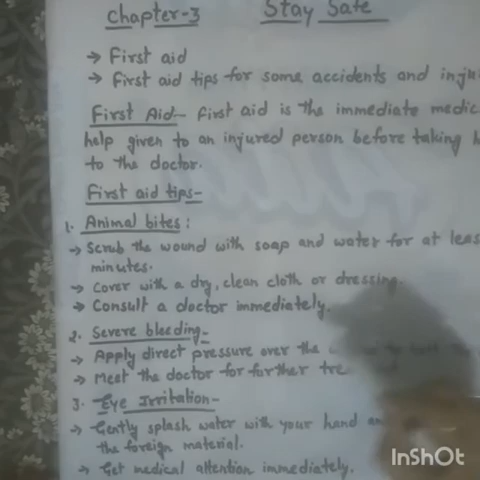 Chapter-3 Stay Safe
→ First aid
→ First aid tips for some accidents and inju
First Aid- First aid is the immediate medic
help given to an injured person before taking h
to the doctor.
First aid tips-
1. Animal bites:
→ Scrub the wound with soap and water for at leas
minutes.
→ Cover with a dry, clean cloth or dressing.
→ Consult a doctor immediately.
2. Severe bleeding-
→ Apply direct pressure over the
→ Meet the doctor for further
3. Eye Irritation-
→ Gently splash water with your hand
the foreign material.
→ Get medical attention immediately.
InShOt